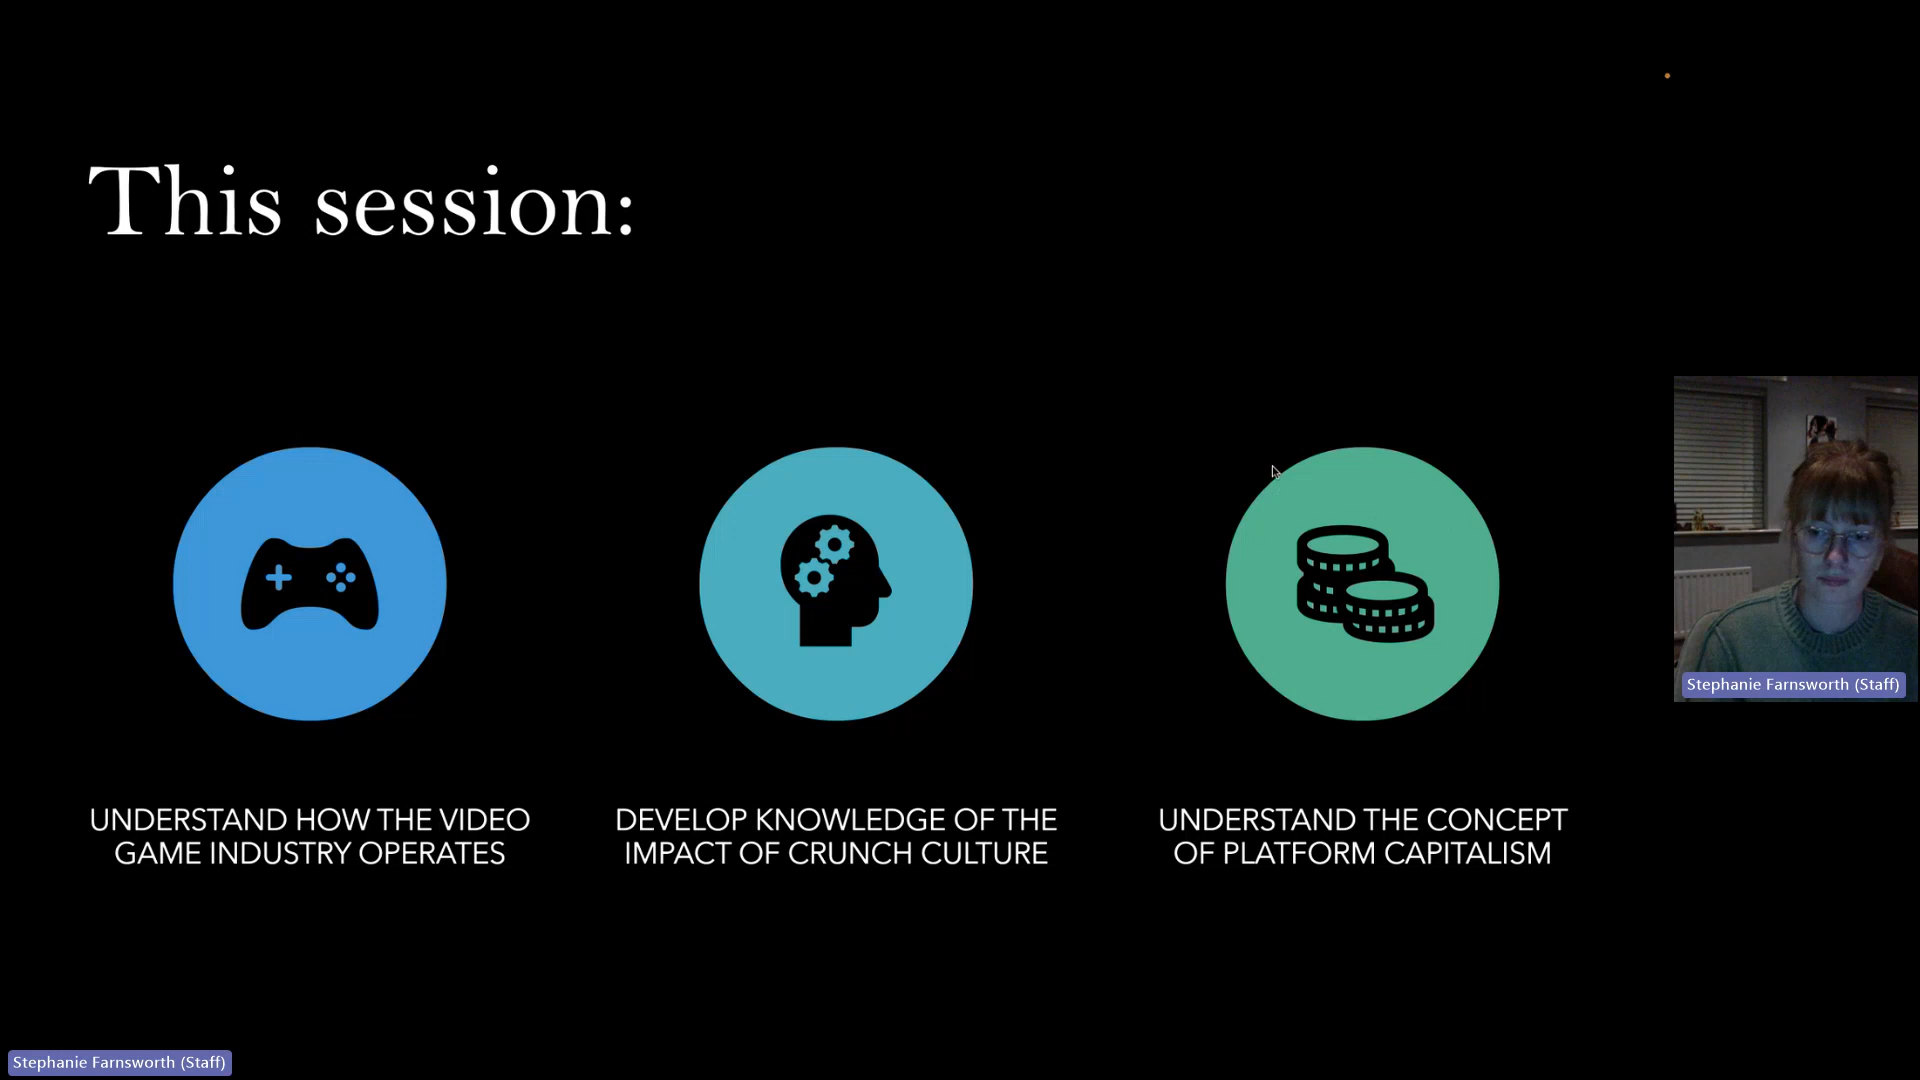 This session:
UNDERSTAND HOW THE VIDEO
GAME INDUSTRY OPERATES
DEVELOP KNOWLEDGE OF THE
IMPACT OF CRUNCH CULTURE
UNDERSTAND THE CONCEPT
OF PLATFORM CAPITALISM
Stephanie Farnsworth (Staff)
Stephanie Farnsworth (Staff)